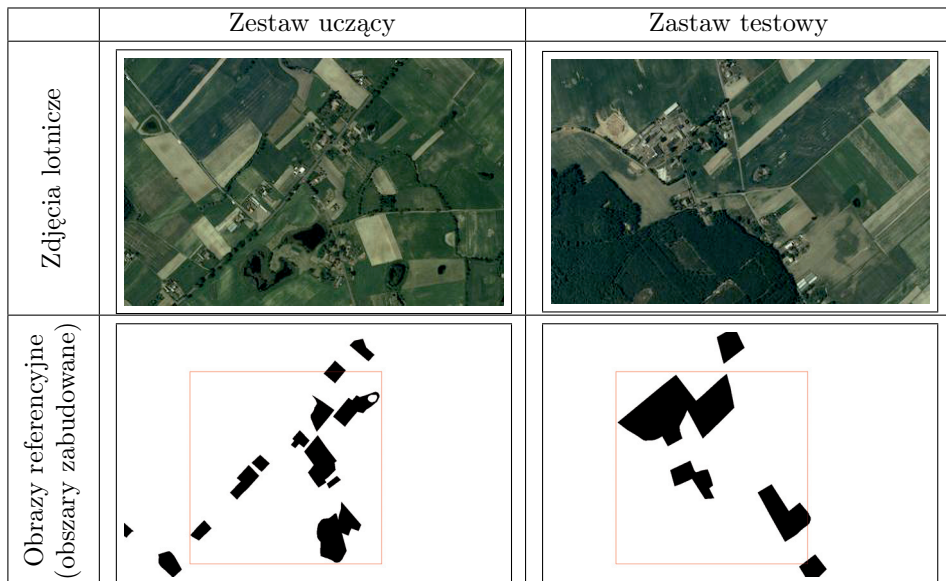 Zestaw uczący
Zastaw testowy
Zdjęcia lotnicze
Obrazy referencyjne
(obszary zabudowane)